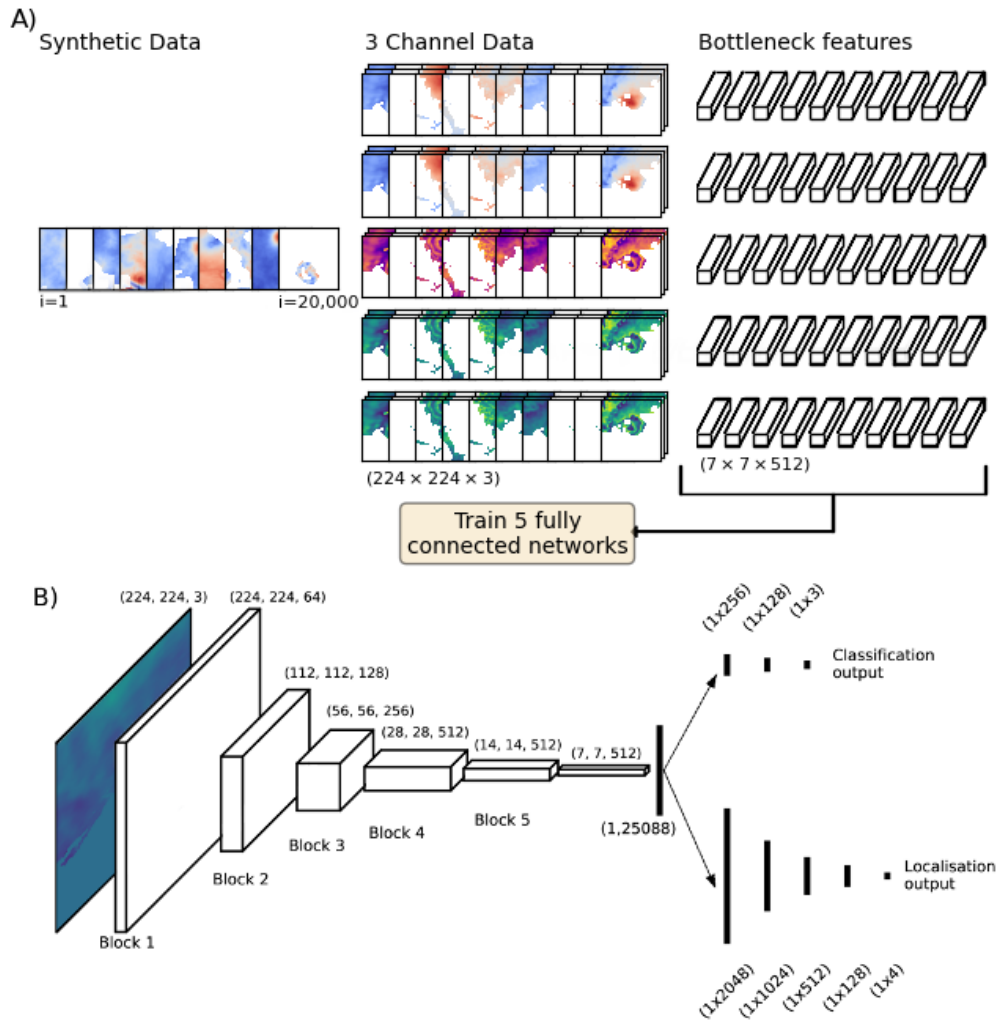 A)
Synthetic Data
3 Channel Data
Bottleneck features
i=1
i=20,000
(224 × 224 × 3)
(7 × 7 × 512)
Train 5 fully
connected networks
B)
(224, 224, 3)
(224, 224, 64)
(112, 112, 128)
(56, 56, 256)
(28, 28, 512)
(14, 14, 512)
(7, 7, 512)
(1,25088)
Block 1
Block 2
Block 3
Block 4
Block 5
(1x256)
(1x128)
(1x3)
Classification
output
Localisation
output
(1x2048)
(1x1024)
(1x512)
(1x128)
(1x4)